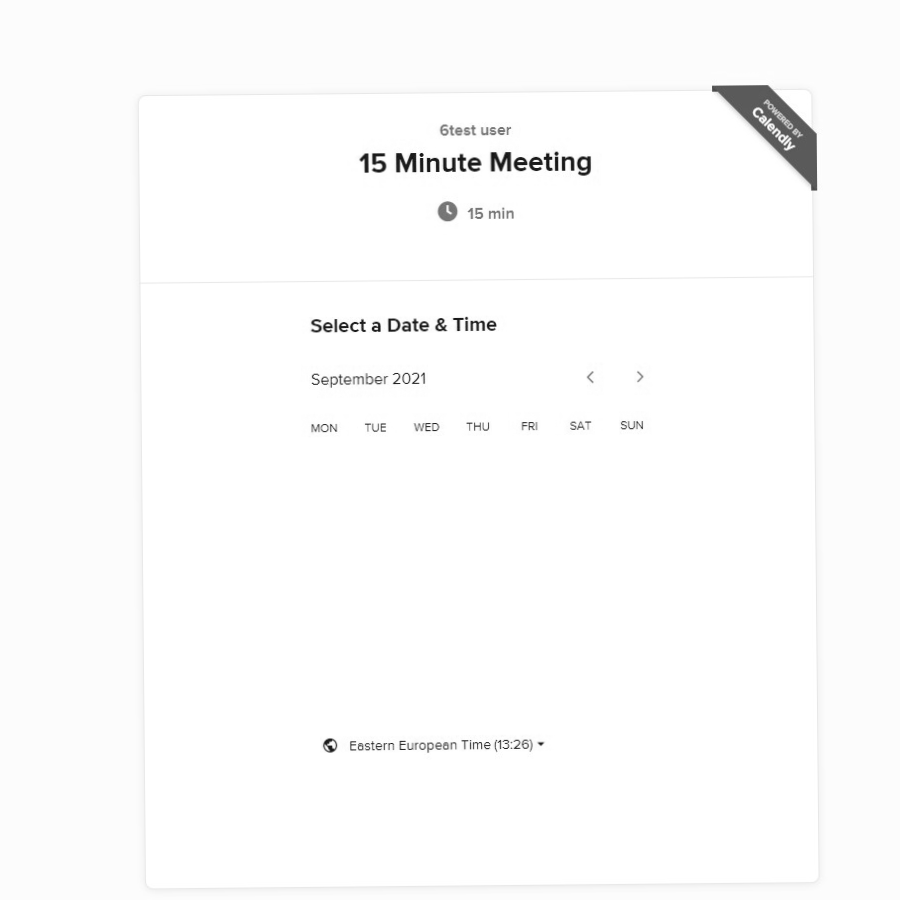 POWERED BY
Calendly
6test user
15 Minute Meeting
15 min
Select a Date & Time
September 2021
MON TUE WED THU FRI SAT SUN
Eastern European Time (13:26)